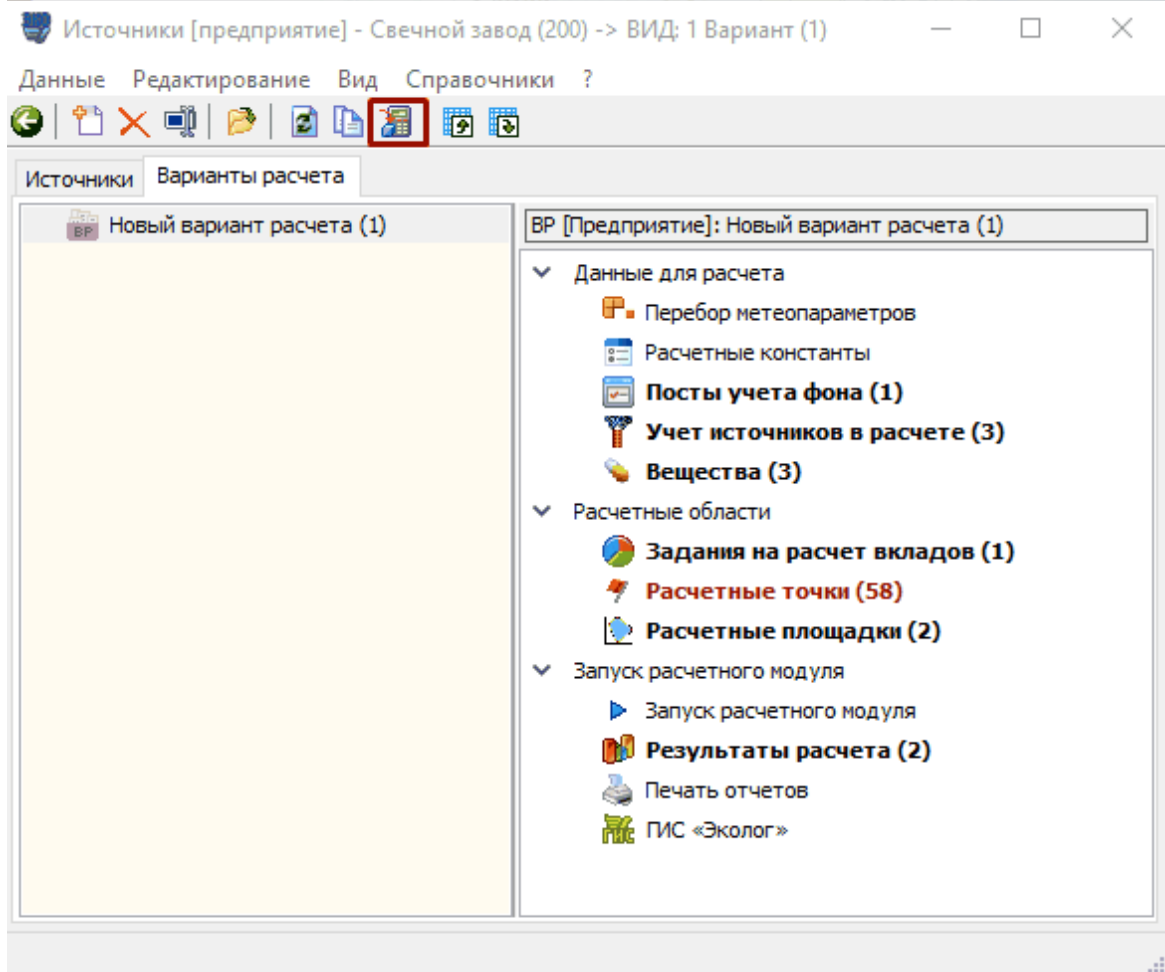 Источники [предприятие] - Свечной завод (200) -> ВИД: 1 Вариант (1)
Данные Редактирование Вид Справочники ?
Источники Варианты расчета
Новый вариант расчета (1)
ВР [Предприятие]: Новый вариант расчета (1)
Данные для расчета
Перебор метеопараметров
Расчетные константы
Посты учета фона (1)
Учет источников в расчете (3)
Вещества (3)
Расчетные области
Задания на расчет вкладов (1)
Расчетные точки (58)
Расчетные площадки (2)
Запуск расчетного модуля
Запуск расчетного модуля
Результаты расчета (2)
Печать отчетов
ГИС «Эколог»